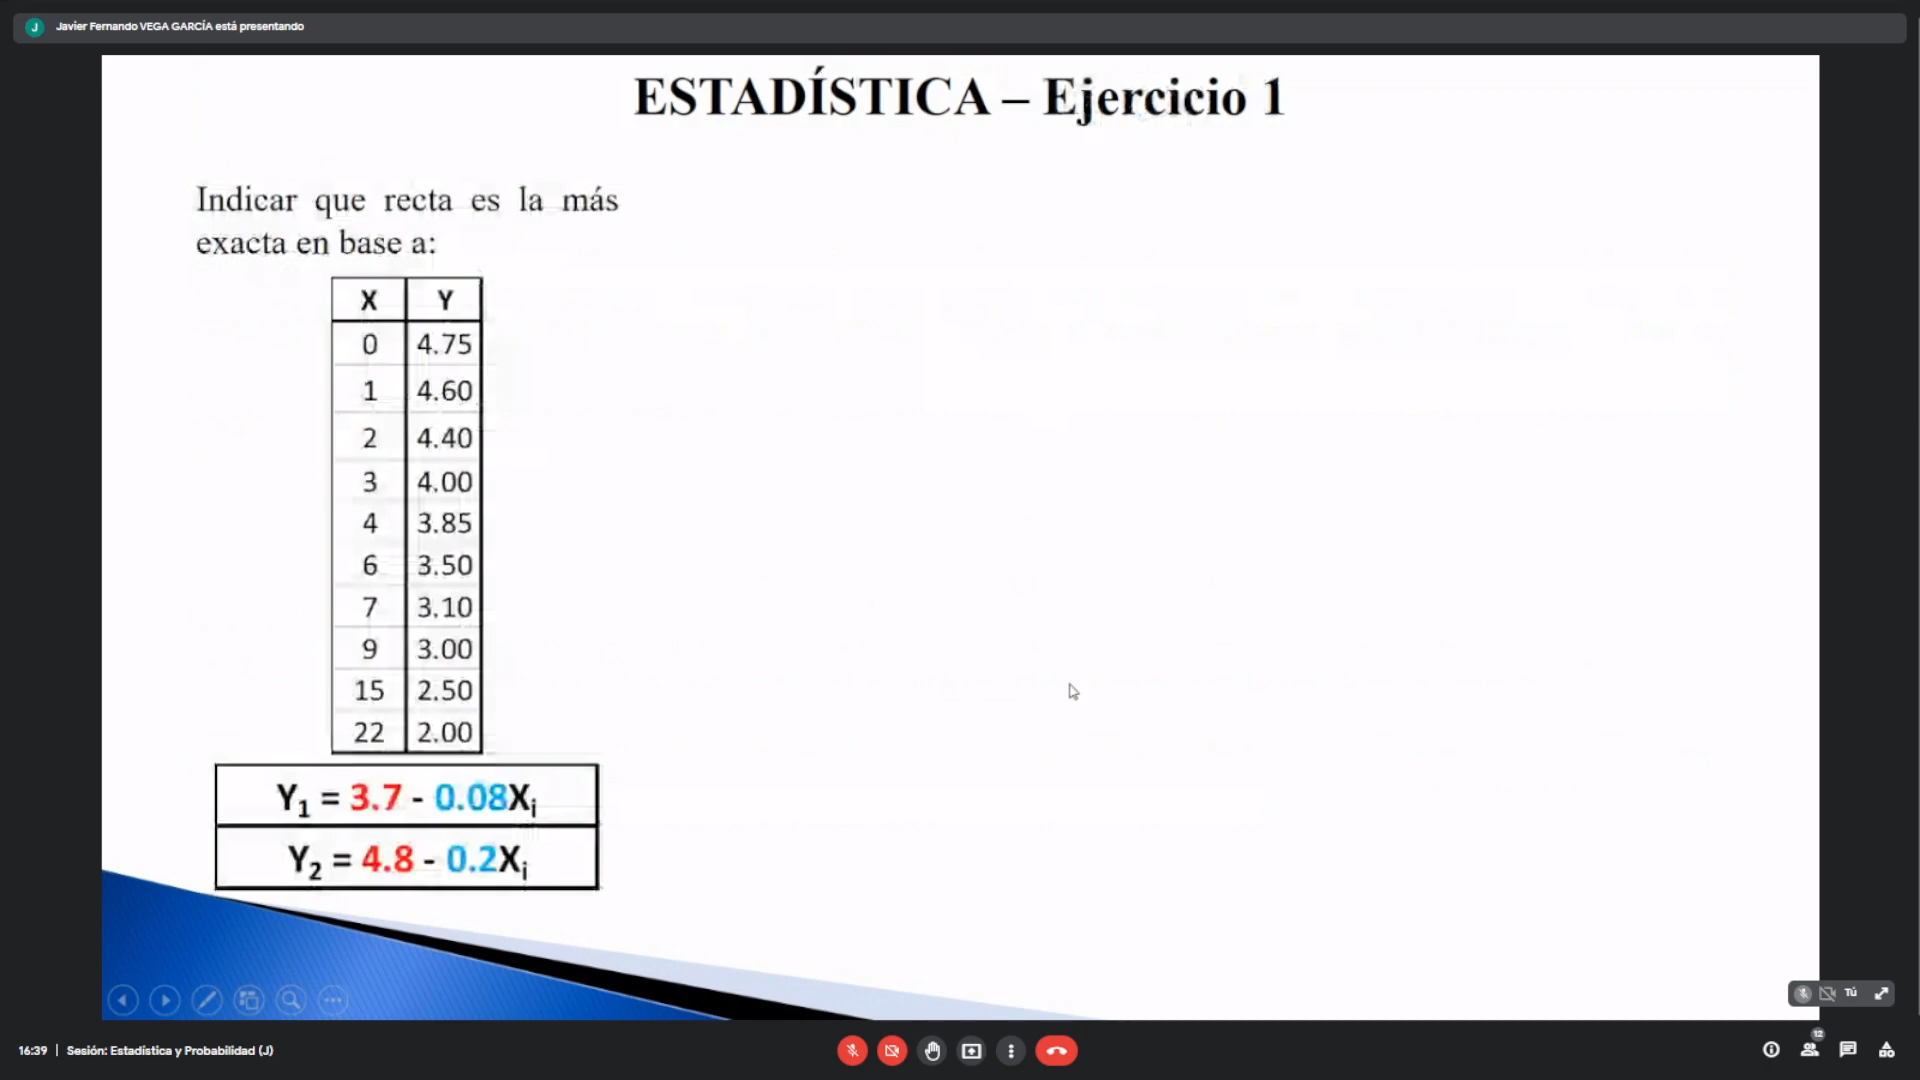 J Javier Fernando VEGA GARCÍA está presentando
ESTADÍSTICA – Ejercicio 1
Indicar que recta es la más
exacta en base a:
X Y
0 4.75
1 4.60
2 4.40
3 4.00
4 3.85
6 3.50
7 3.10
9 3.00
15 2.50
22 2.00
Y₁ = 3.7 - 0.08Xᵢ
Y₂ = 4.8 - 0.2Xᵢ
Tú
16:39 | Sesión: Estadística y Probabilidad (J)
12